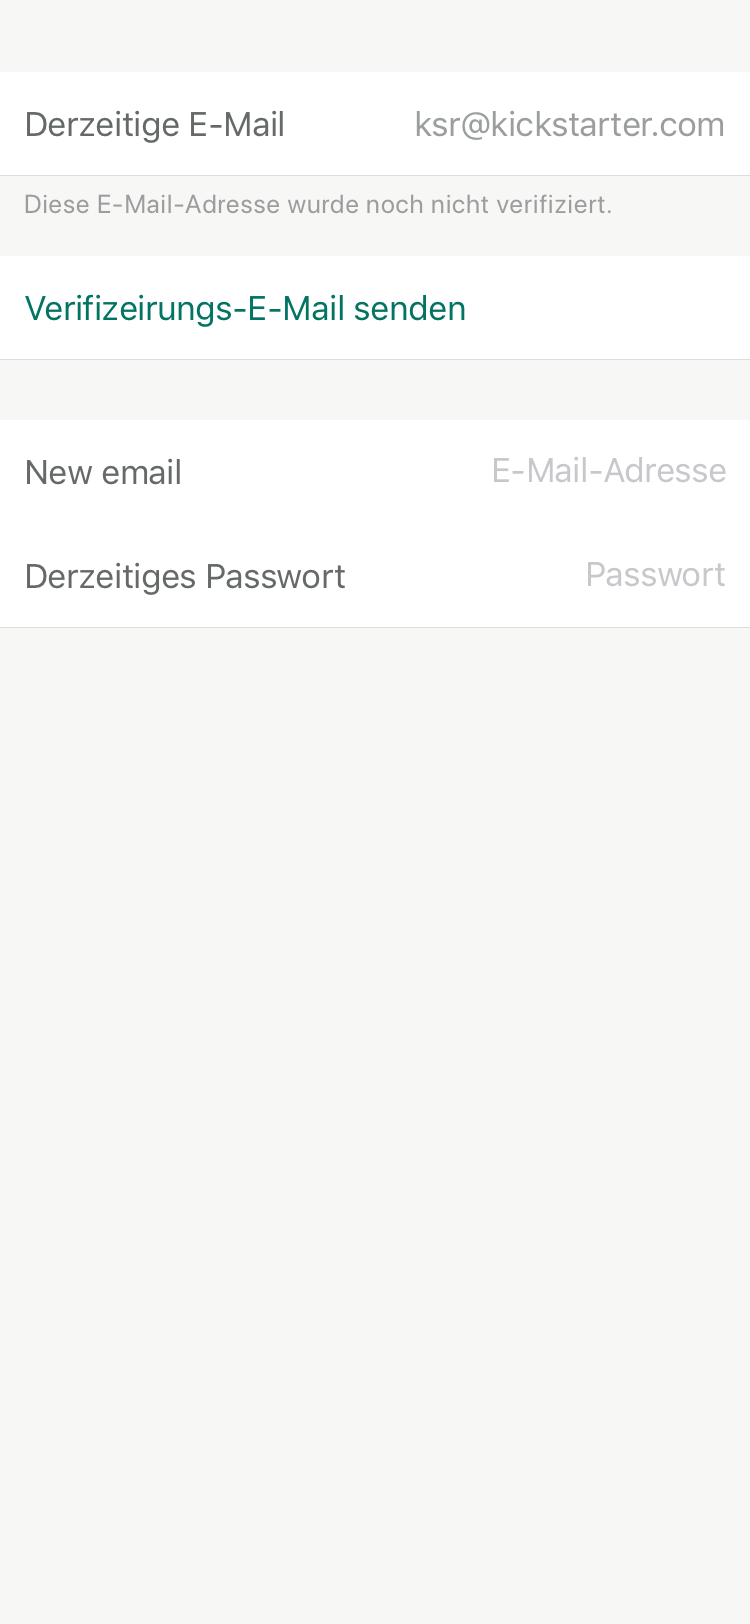 Derzeitige E-Mail ksr@kickstarter.com
Diese E-Mail-Adresse wurde noch nicht verifiziert.
Verifizeirungs-E-Mail senden
New email E-Mail-Adresse
Derzeitiges Passwort Passwort